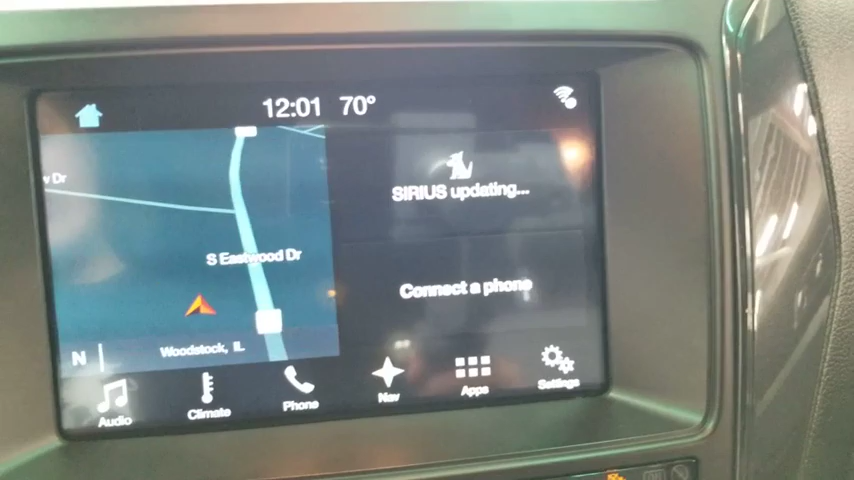 12:01 70°
SIRIUS updating...
Dr
S Eastwood Dr
Connect a phone
N
Woodstock, IL
Audio
Climate
Phone
Nav
Apps
Settings